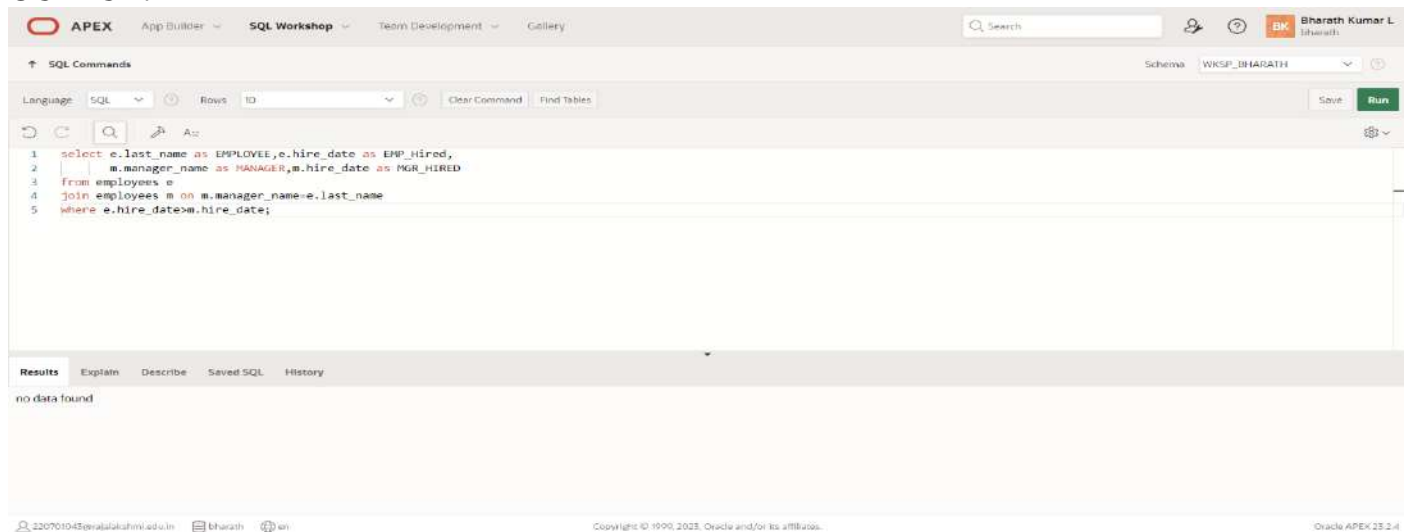 APEX App Builder SQL Workshop Team Development Gallery Search Bharath Kumar L
bharath
SQL Commands Schema WKSP_BHARATH
Language SQL Rows 10 Clear Command Find Tables Save Run
1 select e.last_name as EMPLOYEE,e.hire_date as EMP_Hired,
2 m.manager_name as MANAGER,m.hire_date as MGR_HIRED
3 from employees e
4 join employees m on m.manager_name=e.last_name
5 where e.hire_date>m.hire_date;
Results Explain Describe Saved SQL History
no data found
220701043@rajalakshmi.edu.in bharath en Copyright © 1999, 2023, Oracle and/or its affiliates. Oracle APEX 23.2.4